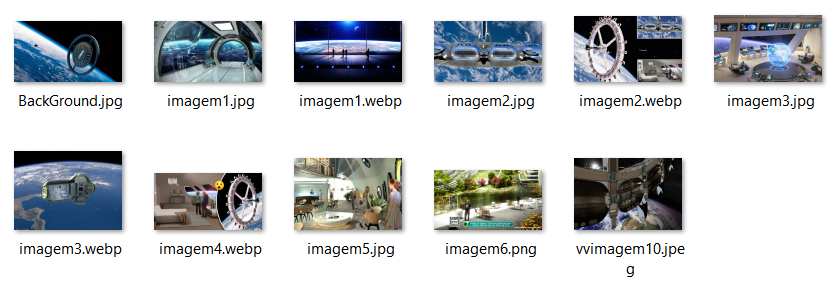 BackGround.jpg
imagem1.jpg
imagem1.webp
imagem2.jpg
imagem2.webp
imagem3.jpg
imagem3.webp
imagem4.webp
imagem5.jpg
imagem6.png
vvimagem10.jpe
g